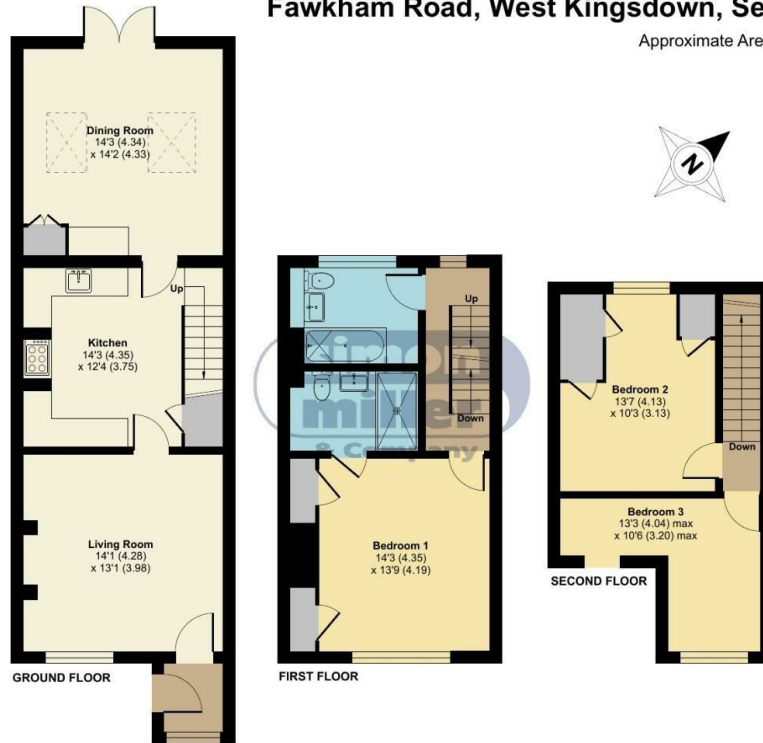 Fawkham Road, West Kingsdown, Se
Approximate Are
N
Dining Room
14'3 (4.34)
x 14'2 (4.33)
Up
Kitchen
14'3 (4.35)
x 12'4 (3.75)
Living Room
14'1 (4.28)
x 13'1 (3.98)
GROUND FLOOR
Up
Down
simon
miller
& Company
Bedroom 1
14'3 (4.35)
x 13'9 (4.19)
FIRST FLOOR
Bedroom 2
13'7 (4.13)
x 10'3 (3.13)
Down
Bedroom 3
13'3 (4.04) max
x 10'6 (3.20) max
SECOND FLOOR